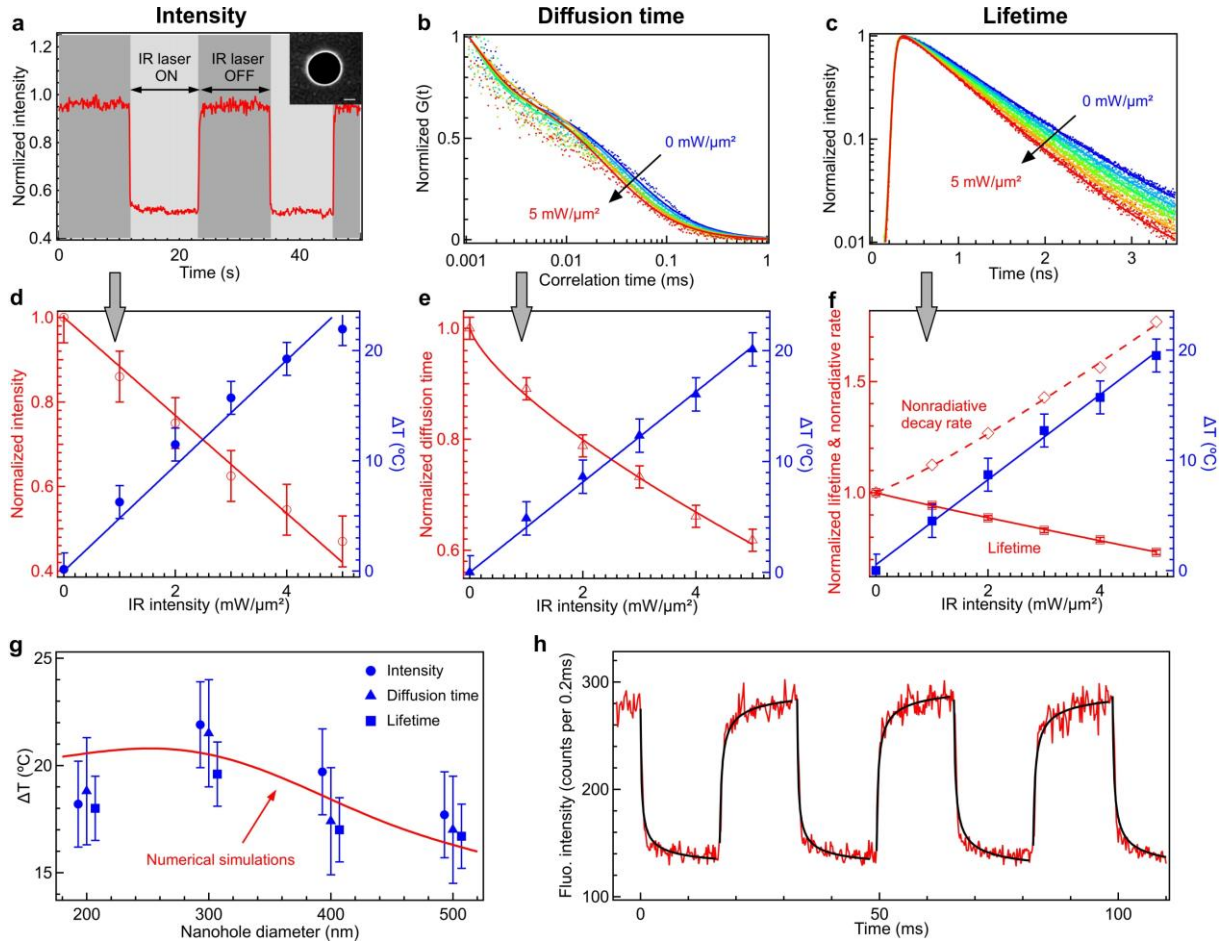 Intensity
Diffusion time
Lifetime
a
Normalized intensity
1.2
1.0
0.8
0.6
0.4
IR laser
ON
IR laser
OFF
0
20
40
Time (s)
b
Normlized G(t)
1
0.5
0
0 mW/µm²
5 mW/µm²
0.001
0.01
0.1
1
Correlation time (ms)
c
Normalized intensity
1
0.1
0.01
0 mW/µm²
5 mW/µm²
0
1
2
3
Time (ns)
d
Normalized intensity
1.0
0.8
0.6
0.4
20
10
0
ΔT (ºC)
0
2
4
IR intensity (mW/µm²)
e
Normalized diffusion time
1.0
0.8
0.6
20
10
0
ΔT (ºC)
0
2
4
IR intensity (mW/µm²)
f
Normalized lifetime & nonradiative rate
1.5
1.0
Nonradiative
decay rate
Lifetime
20
10
0
ΔT (ºC)
0
2
4
IR intensity (mW/µm²)
g
ΔT (ºC)
25
20
15
Intensity
Diffusion time
Lifetime
Numerical simulations
200
300
400
500
Nanohole diameter (nm)
h
Fluo. intensity (counts per 0.2ms)
300
200
100
0
50
100
Time (ms)